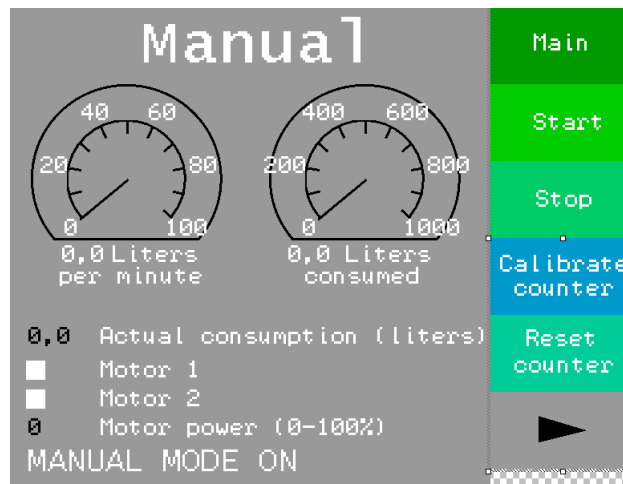 Manual
40 60
20 80
0 100
0,0 Liters
per minute
400 600
200 800
0 1000
0,0 Liters
consumed
0,0 Actual consumption (liters)
Motor 1
Motor 2
0 Motor power (0-100%)
MANUAL MODE ON
Main
Start
Stop
Calibrate
counter
Reset
counter